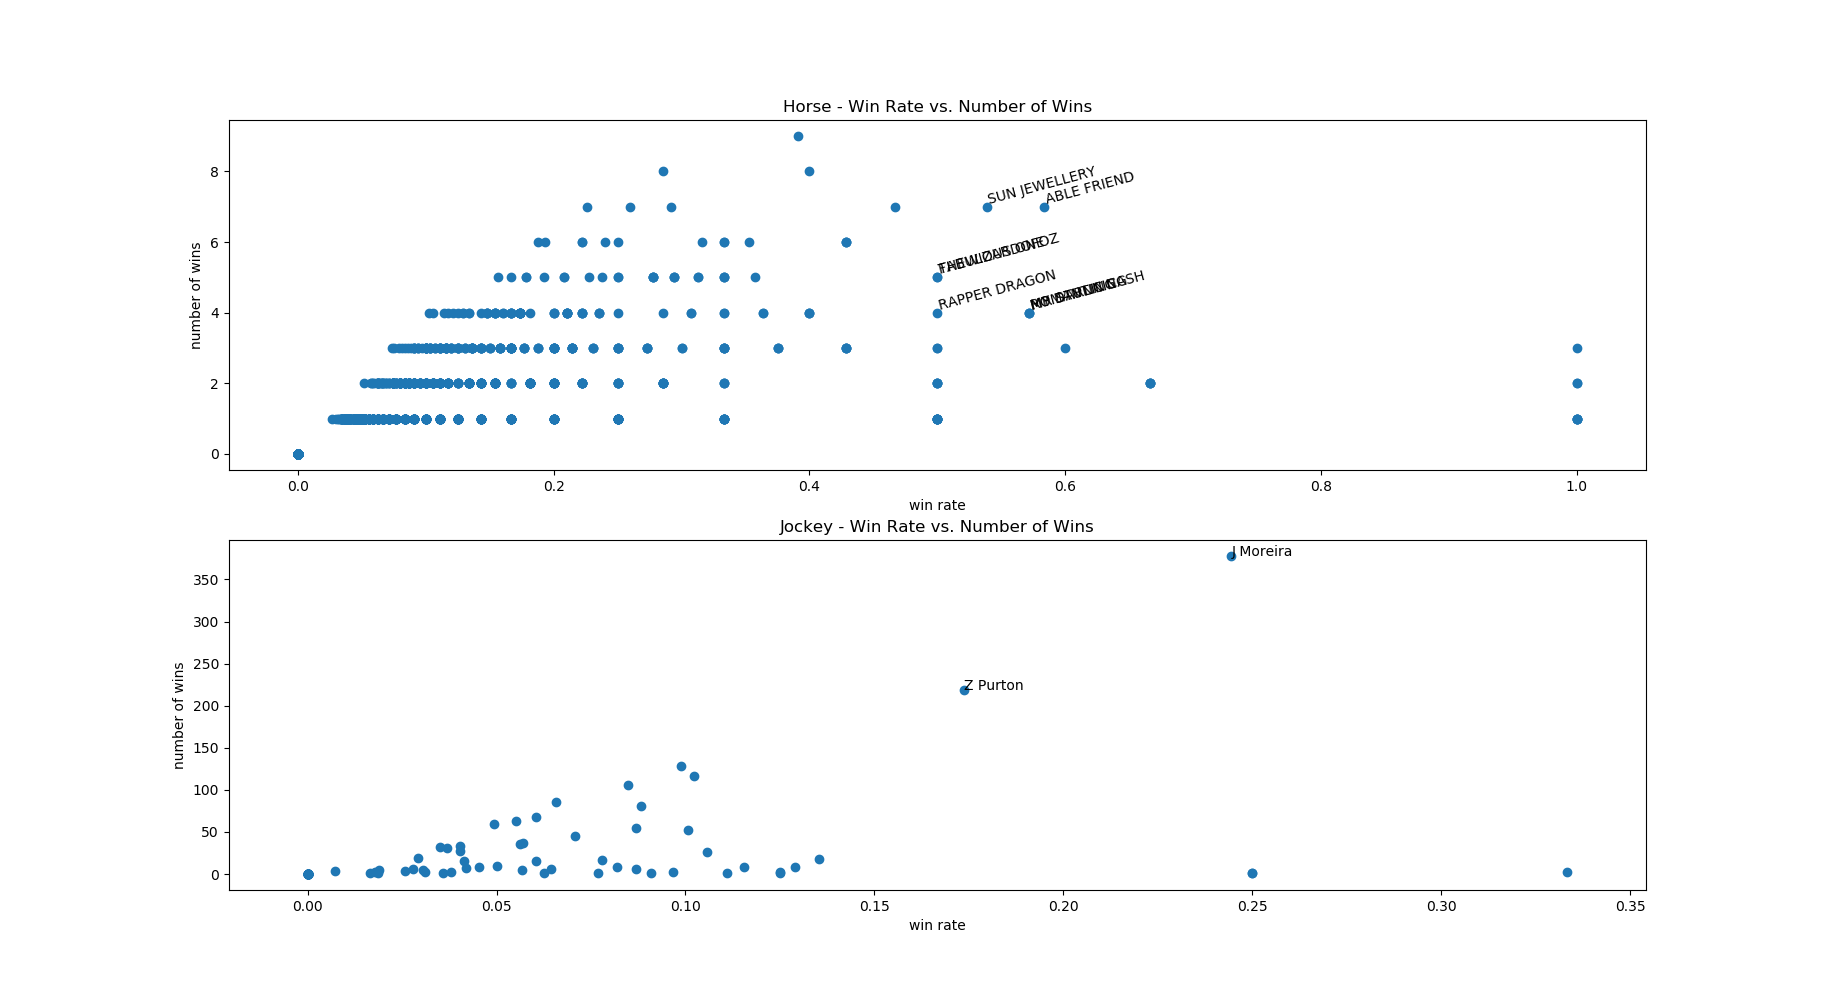 Horse - Win Rate vs. Number of Wins
number of wins
8
6
4
2
0
SUN JEWELLERY
ABLE FRIEND
RAPPER DRAGON
0.0 0.2 0.4 0.6 0.8 1.0
win rate
Jockey - Win Rate vs. Number of Wins
number of wins
350
300
250
200
150
100
50
0
J Moreira
Z Purton
0.00 0.05 0.10 0.15 0.20 0.25 0.30 0.35
win rate